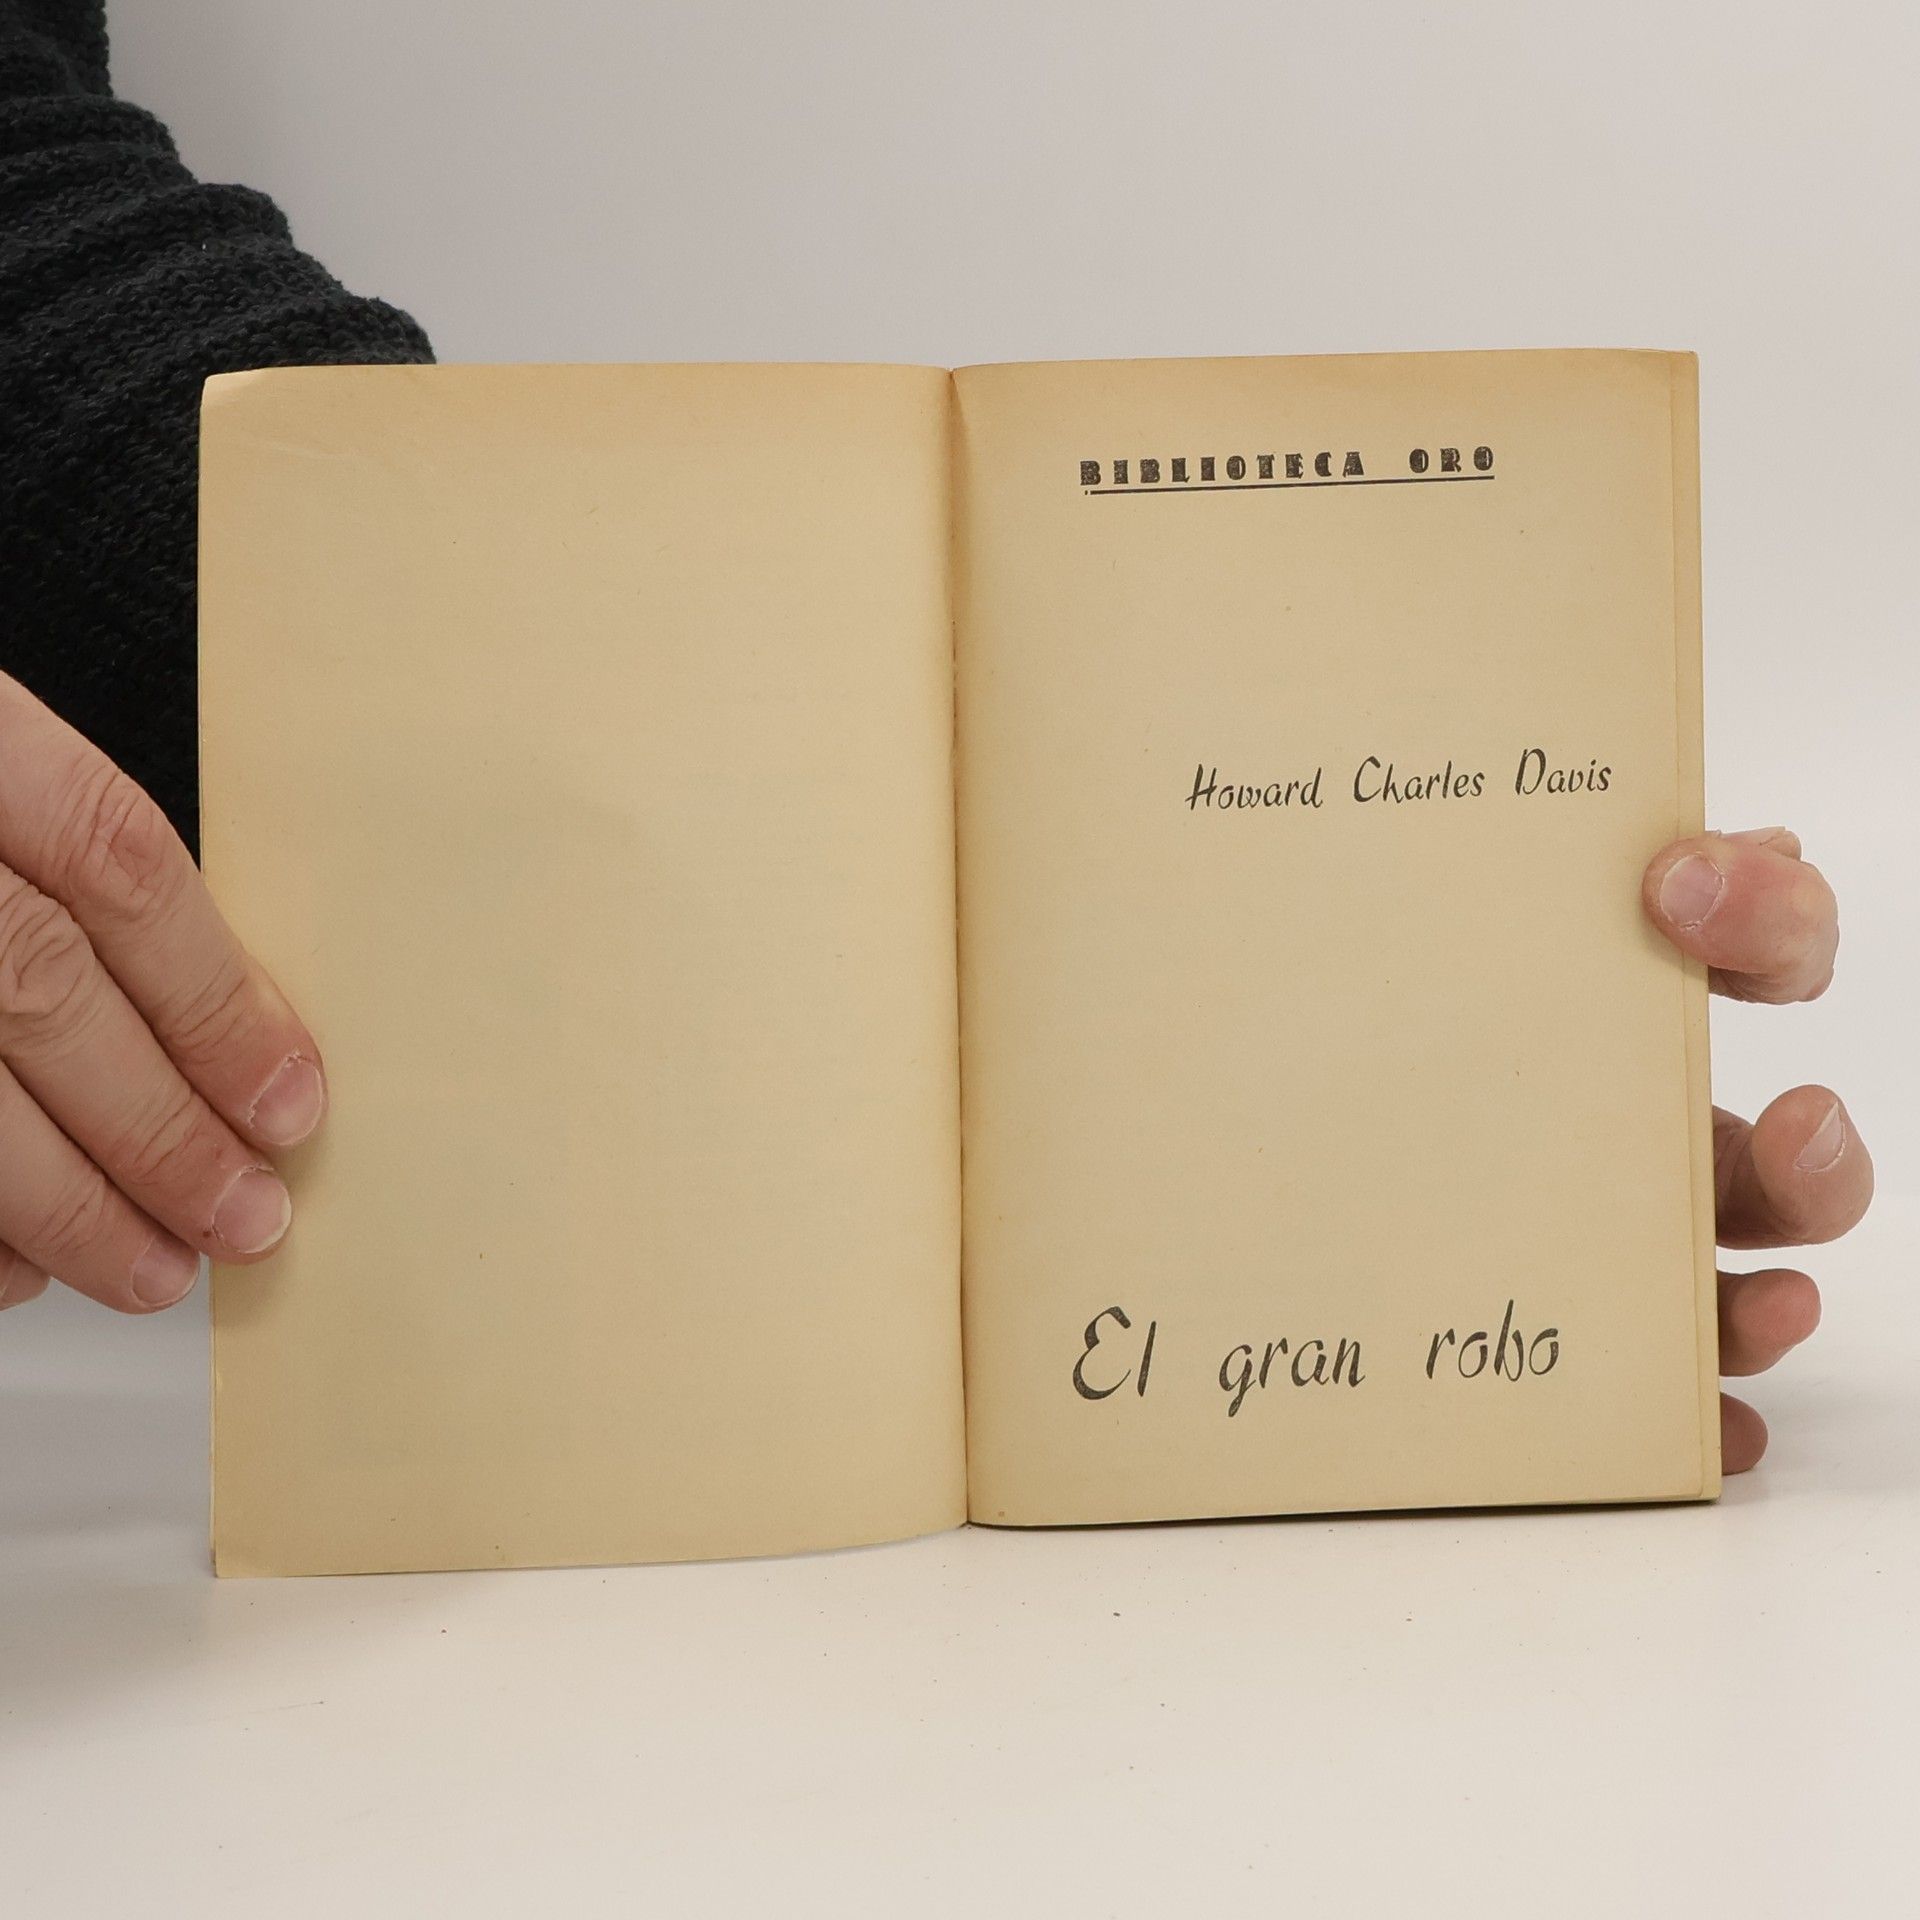 BIBLIOTECA ORO
Howard Charles Davis
El gran robo